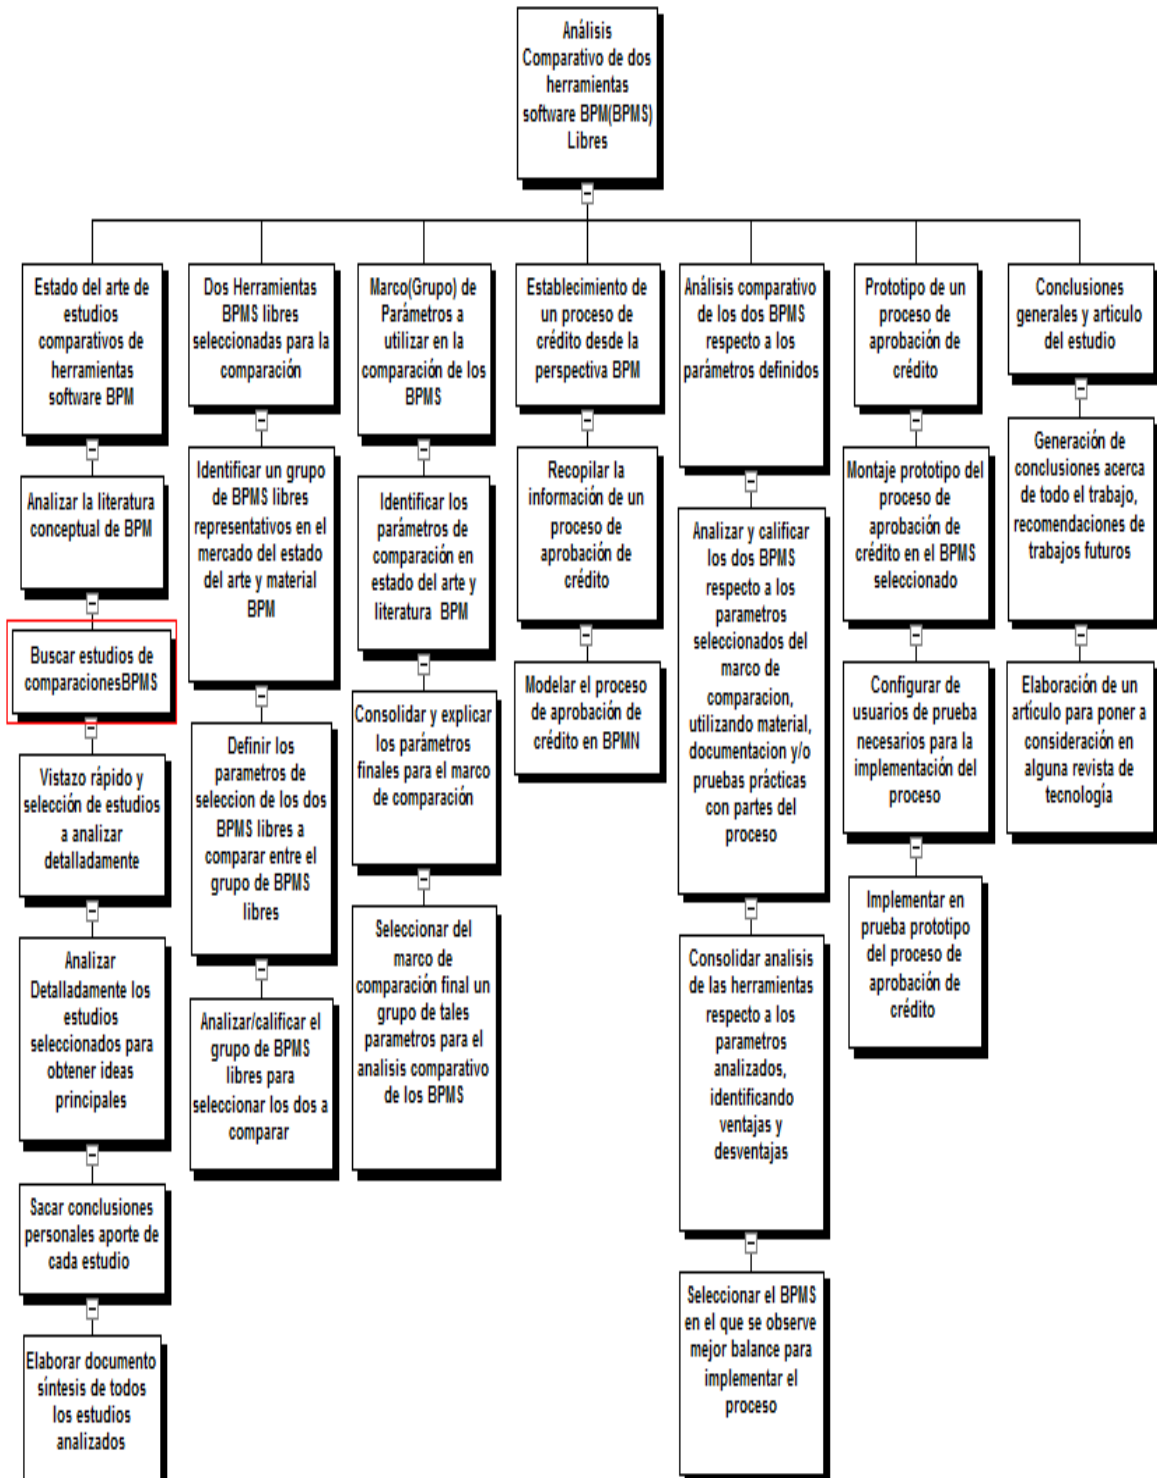 Análisis
Comparativo de dos
herramientas
software BPM(BPMS)
Libres
Estado del arte de
estudios
comparativos de
herramientas
software BPM
Analizar la literatura
conceptual de BPM
Buscar estudios de
comparacionesBPMS
Vistazo rápido y
selección de estudios
a analizar
detalladamente
Analizar
Detalladamente los
estudios
seleccionados para
obtener ideas
principales
Sacar conclusiones
personales aporte de
cada estudio
Elaborar documento
síntesis de todos
los estudios
analizados
Dos Herramientas
BPMS libres
seleccionadas para la
comparación
Identificar un grupo
de BPMS libres
representativos en el
mercado del estado
del arte y material
BPM
Definir los
parametros de
seleccion de los dos
BPMS libres a
comparar entre el
grupo de BPMS
libres
Analizar/calificar el
grupo de BPMS
libres para
seleccionar los dos a
comparar
Marco(Grupo) de
Parámetros a
utilizar en la
comparación de los
BPMS
Identificar los
parámetros de
comparación en
estado del arte y
literatura BPM
Consolidar y explicar
los parámetros
finales para el marco
de comparación
Seleccionar del
marco de
comparación final un
grupo de tales
parametros para el
analisis comparativo
de los BPMS
Establecimiento de
un proceso de
crédito desde la
perspectiva BPM
Recopilar la
información de un
proceso de
aprobación de
crédito
Modelar el proceso
de aprobación de
crédito en BPMN
Análisis comparativo
de los dos BPMS
respecto a los
parámetros definidos
Analizar y calificar
los dos BPMS
respecto a los
parametros
seleccionados del
marco de
comparacion,
utilizando material,
documentacion y/o
pruebas prácticas
con partes del
proceso
Consolidar analisis
de las herramientas
respecto a los
parametros
analizados,
identificando
ventajas y
desventajas
Seleccionar el BPMS
en el que se observe
mejor balance para
implementar el
proceso
Prototipo de un
proceso de
aprobación de
crédito
Montaje prototipo del
proceso de
aprobación de
crédito en el BPMS
seleccionado
Configurar de
usuarios de prueba
necesarios para la
implementación del
proceso
Implementar en
prueba prototipo
del proceso de
aprobación de
crédito
Conclusiones
generales y articulo
del estudio
Generación de
conclusiones acerca
de todo el trabajo,
recomendaciones de
trabajos futuros
Elaboración de un
artículo para poner a
consideración en
alguna revista de
tecnología